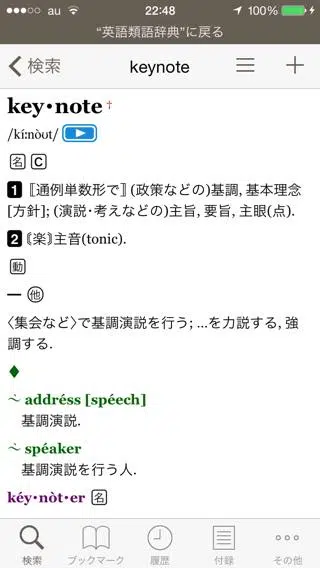 au 22:48 100%
“英語類語辞典”に戻る
検索 keynote
key・note †
/kíːnòʊt/
名 C
1 〖通例単数形で〗(政策などの)基調, 基本理念
[方針]; (演説・考えなどの)主旨, 要旨, 主眼(点).
2 〘楽〙主音(tonic).
動
━ 他
〈集会など〉で基調演説を行う; …を力説する, 強
調する.
♦
~̀ addréss [spéech]
基調演説.
~̀ spéaker
基調演説を行う人.
kéy・nòt・er 名
検索 ブックマーク 履歴 付録 その他